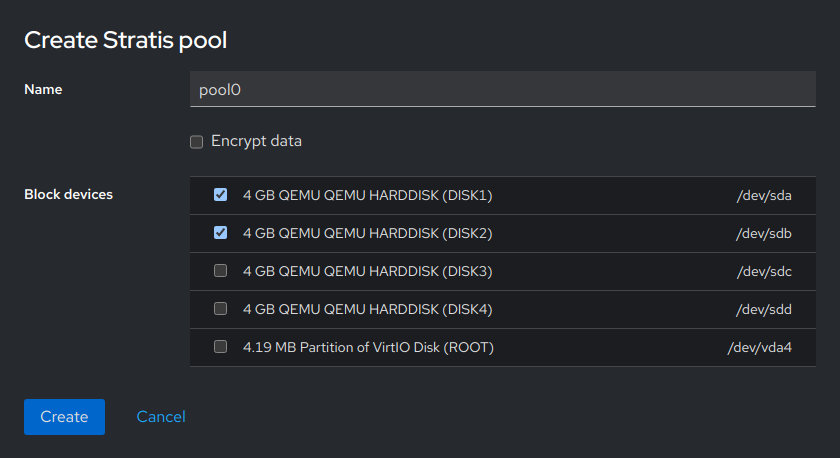 Create Stratis pool
Name
pool0
Encrypt data
Block devices
4 GB QEMU QEMU HARDDISK (DISK1) /dev/sda
4 GB QEMU QEMU HARDDISK (DISK2) /dev/sdb
4 GB QEMU QEMU HARDDISK (DISK3) /dev/sdc
4 GB QEMU QEMU HARDDISK (DISK4) /dev/sdd
4.19 MB Partition of VirtIO Disk (ROOT) /dev/vda4
Create Cancel